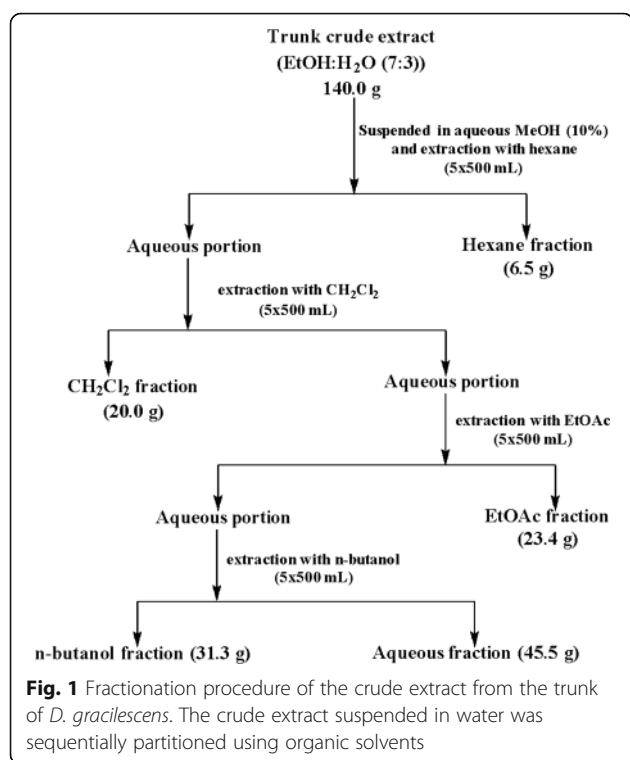 Trunk crude extract
(EtOH:H₂O (7:3))
140.0 g
Suspended in aqueous MeOH (10%)
and extraction with hexane
(5x500 mL)
Aqueous portion
Hexane fraction
(6.5 g)
extraction with CH₂Cl₂
(5x500 mL)
CH₂Cl₂ fraction
(20.0 g)
Aqueous portion
extraction with EtOAc
(5x500 mL)
Aqueous portion
EtOAc fraction
(23.4 g)
extraction with n-butanol
(5x500 mL)
n-butanol fraction (31.3 g)
Aqueous fraction (45.5 g)
Fig. 1 Fractionation procedure of the crude extract from the trunk
of D. gracilescens. The crude extract suspended in water was
sequentially partitioned using organic solvents